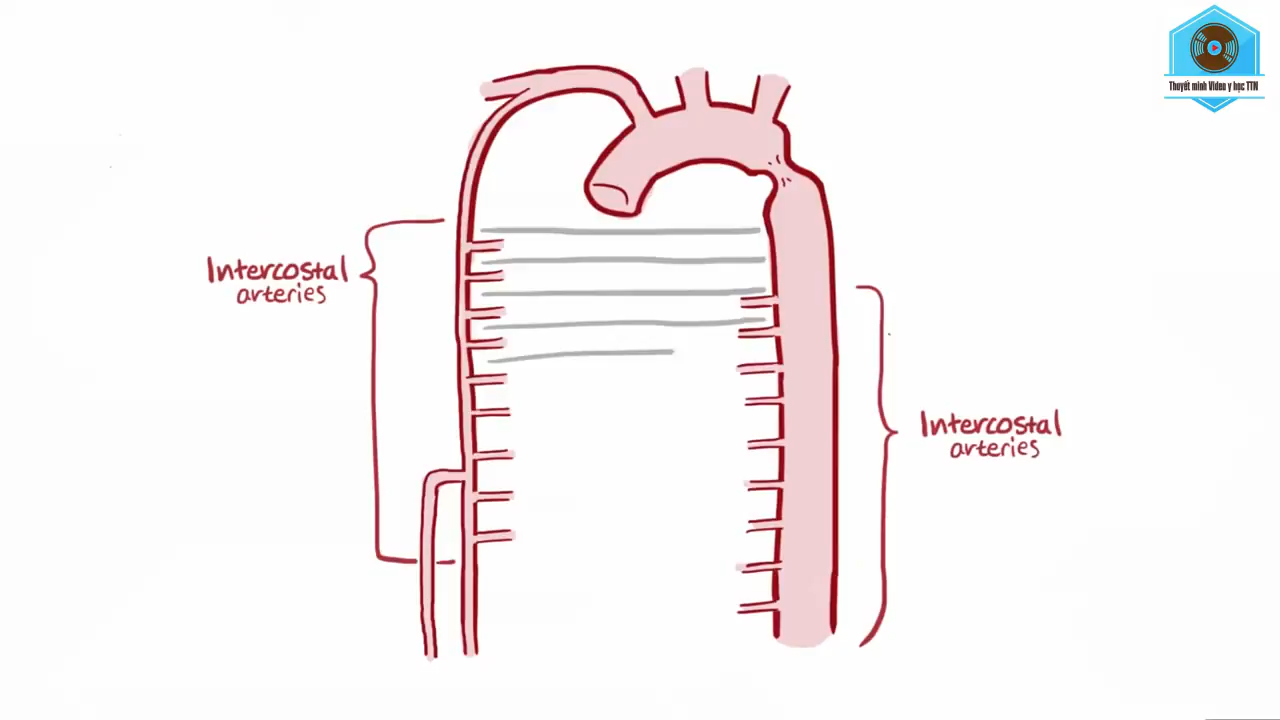 Thuyết minh Video y học TTN
Intercostal
arteries
Intercostal
arteries